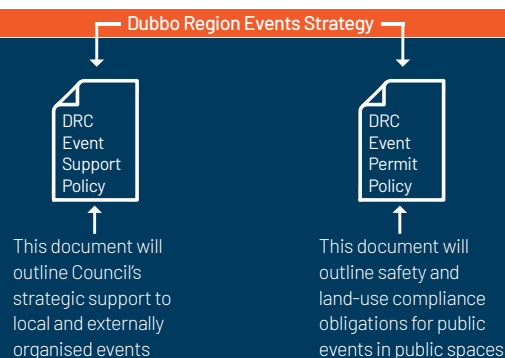 Dubbo Region Events Strategy
DRC
Event
Support
Policy
DRC
Event
Permit
Policy
This document will
outline Council's
strategic support to
local and externally
organised events
This document will
outline safety and
land-use compliance
obligations for public
events in public spaces